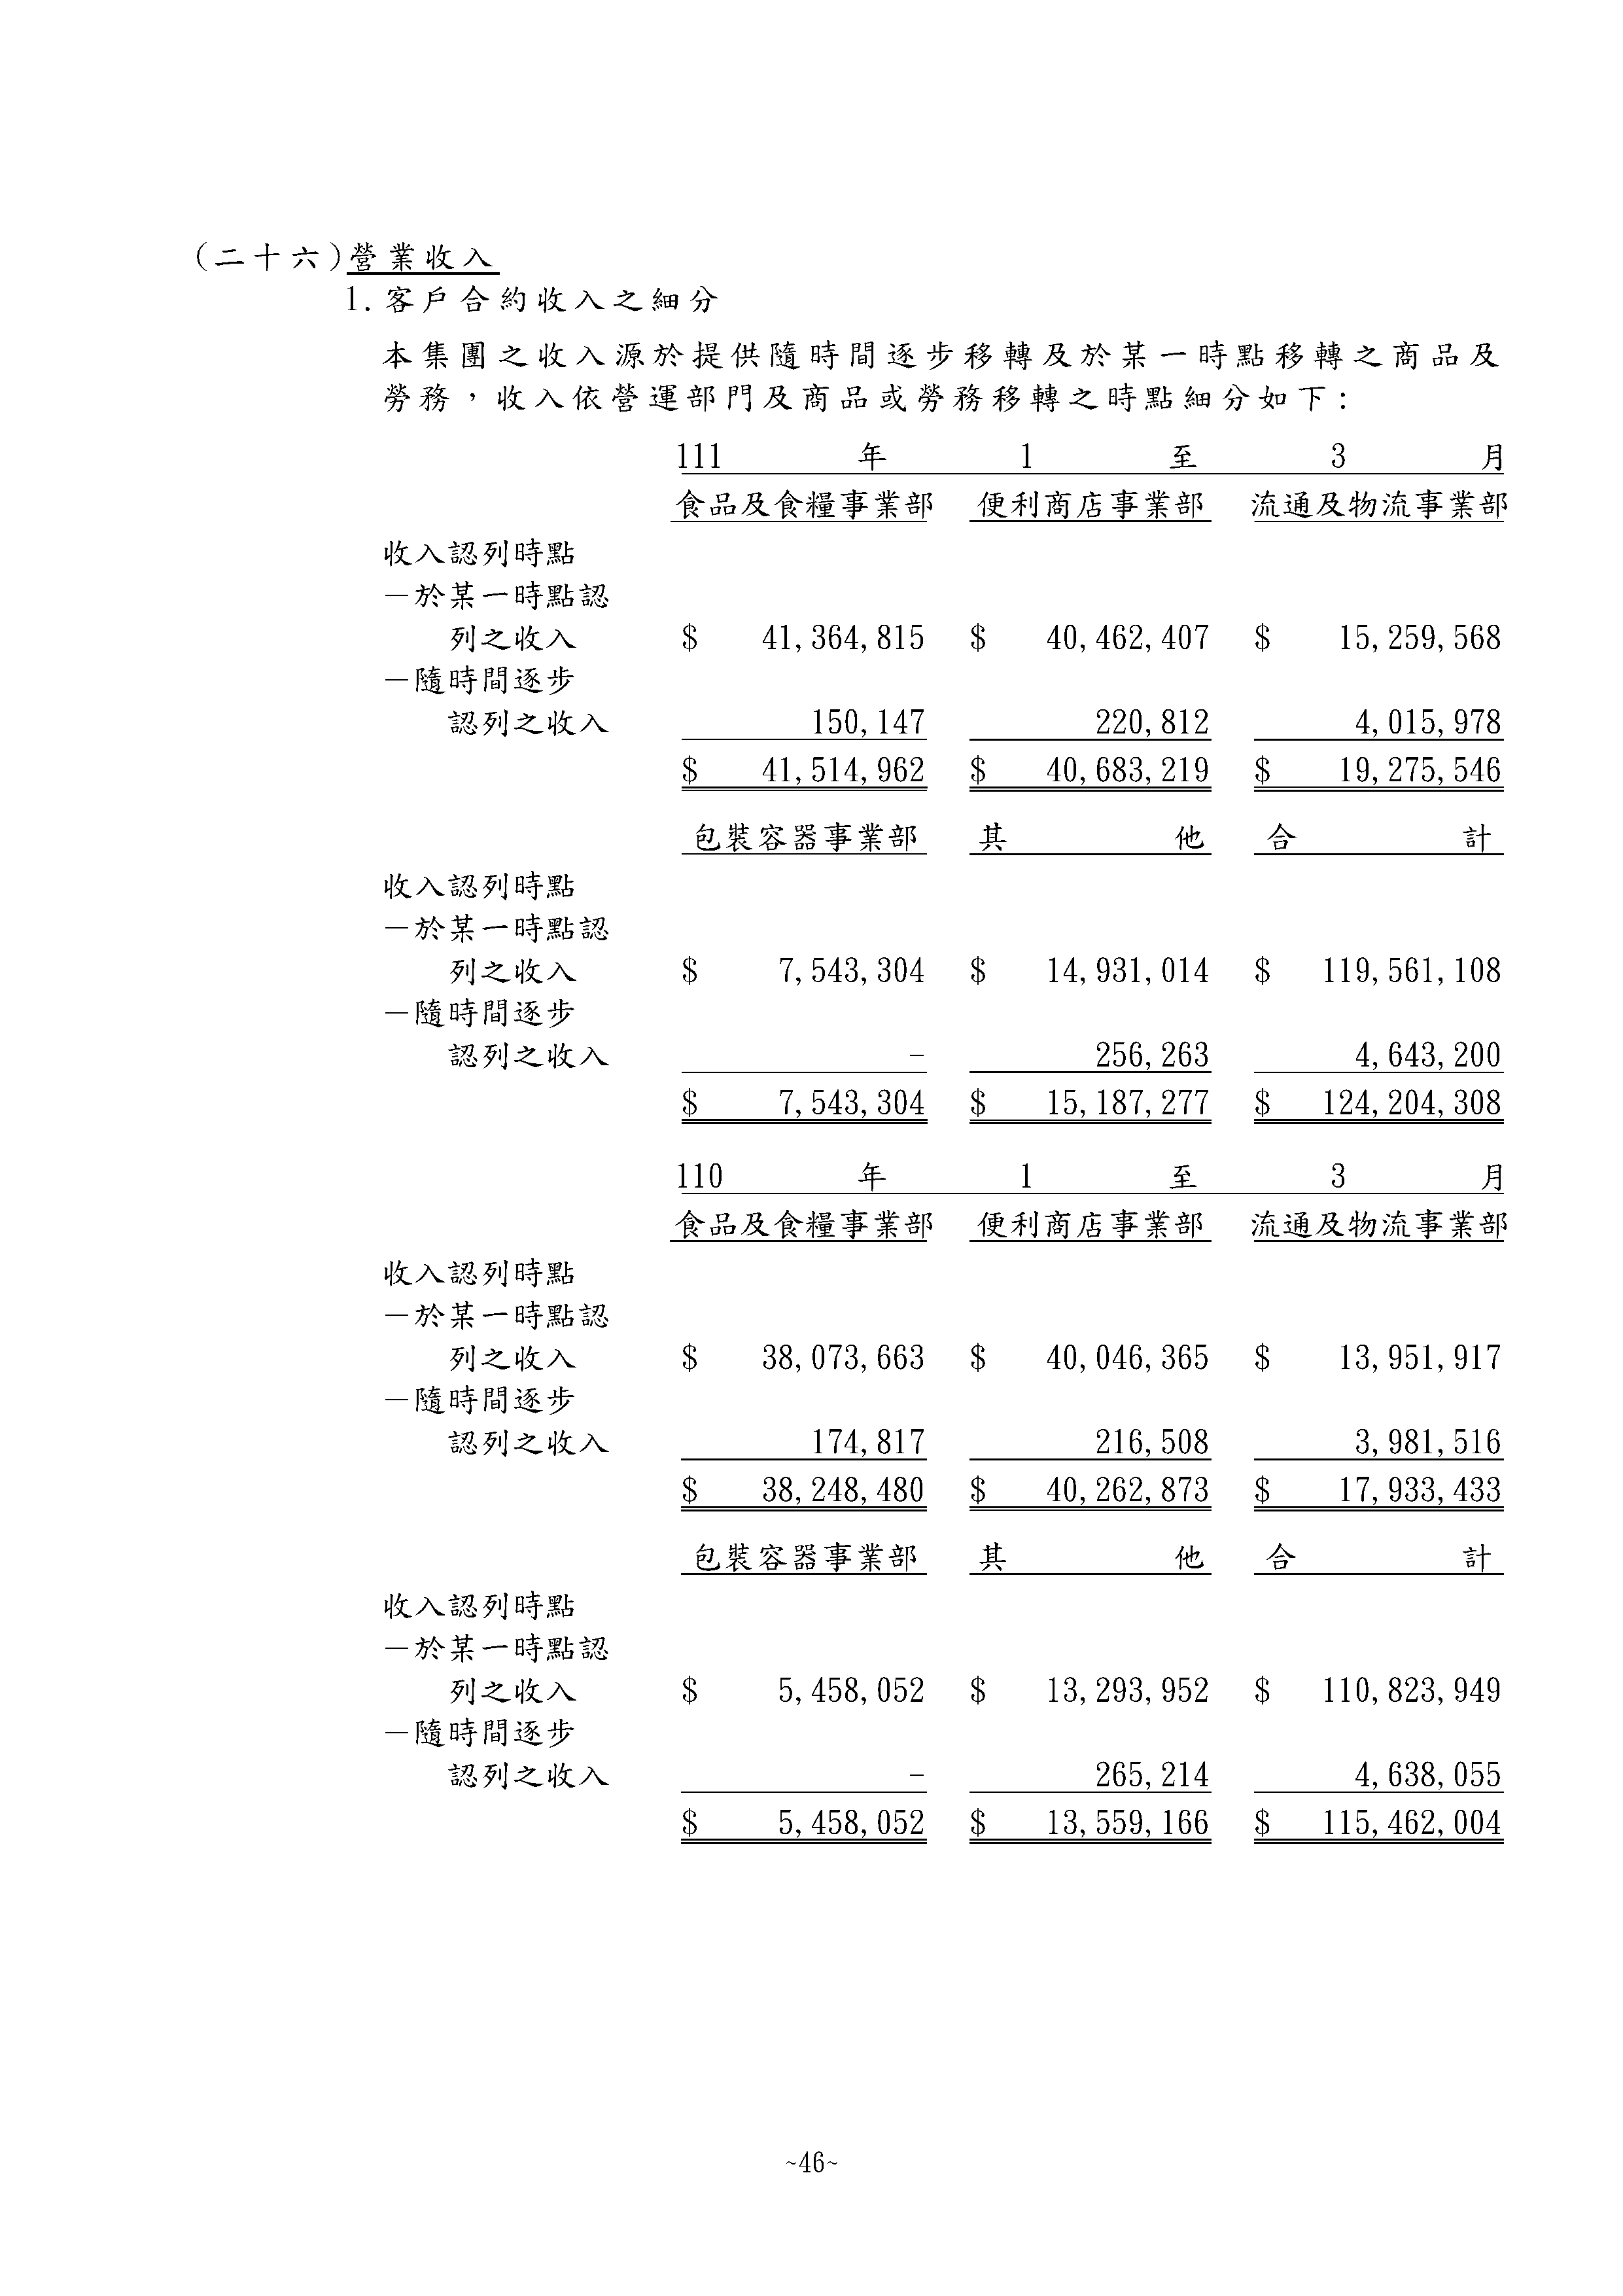 (二十六)營業收入
1. 客戶合約收入之細分
本集團之收入源於提供隨時間逐步移轉及於某一時點移轉之商品及
勞務，收入依營運部門及商品或勞務移轉之時點細分如下：
111 年 1 至 3 月
食品及食糧事業部 便利商店事業部 流通及物流事業部
收入認列時點
－於某一時點認
列之收入 $ 41,364,815 $ 40,462,407 $ 15,259,568
－隨時間逐步
認列之收入 150,147 220,812 4,015,978
$ 41,514,962 $ 40,683,219 $ 19,275,546
包裝容器事業部 其 他 合 計
收入認列時點
－於某一時點認
列之收入 $ 7,543,304 $ 14,931,014 $ 119,561,108
－隨時間逐步
認列之收入 - 256,263 4,643,200
$ 7,543,304 $ 15,187,277 $ 124,204,308
110 年 1 至 3 月
食品及食糧事業部 便利商店事業部 流通及物流事業部
收入認列時點
－於某一時點認
列之收入 $ 38,073,663 $ 40,046,365 $ 13,951,917
－隨時間逐步
認列之收入 174,817 216,508 3,981,516
$ 38,248,480 $ 40,262,873 $ 17,933,433
包裝容器事業部 其 他 合 計
收入認列時點
－於某一時點認
列之收入 $ 5,458,052 $ 13,293,952 $ 110,823,949
－隨時間逐步
認列之收入 - 265,214 4,638,055
$ 5,458,052 $ 13,559,166 $ 115,462,004
~46~